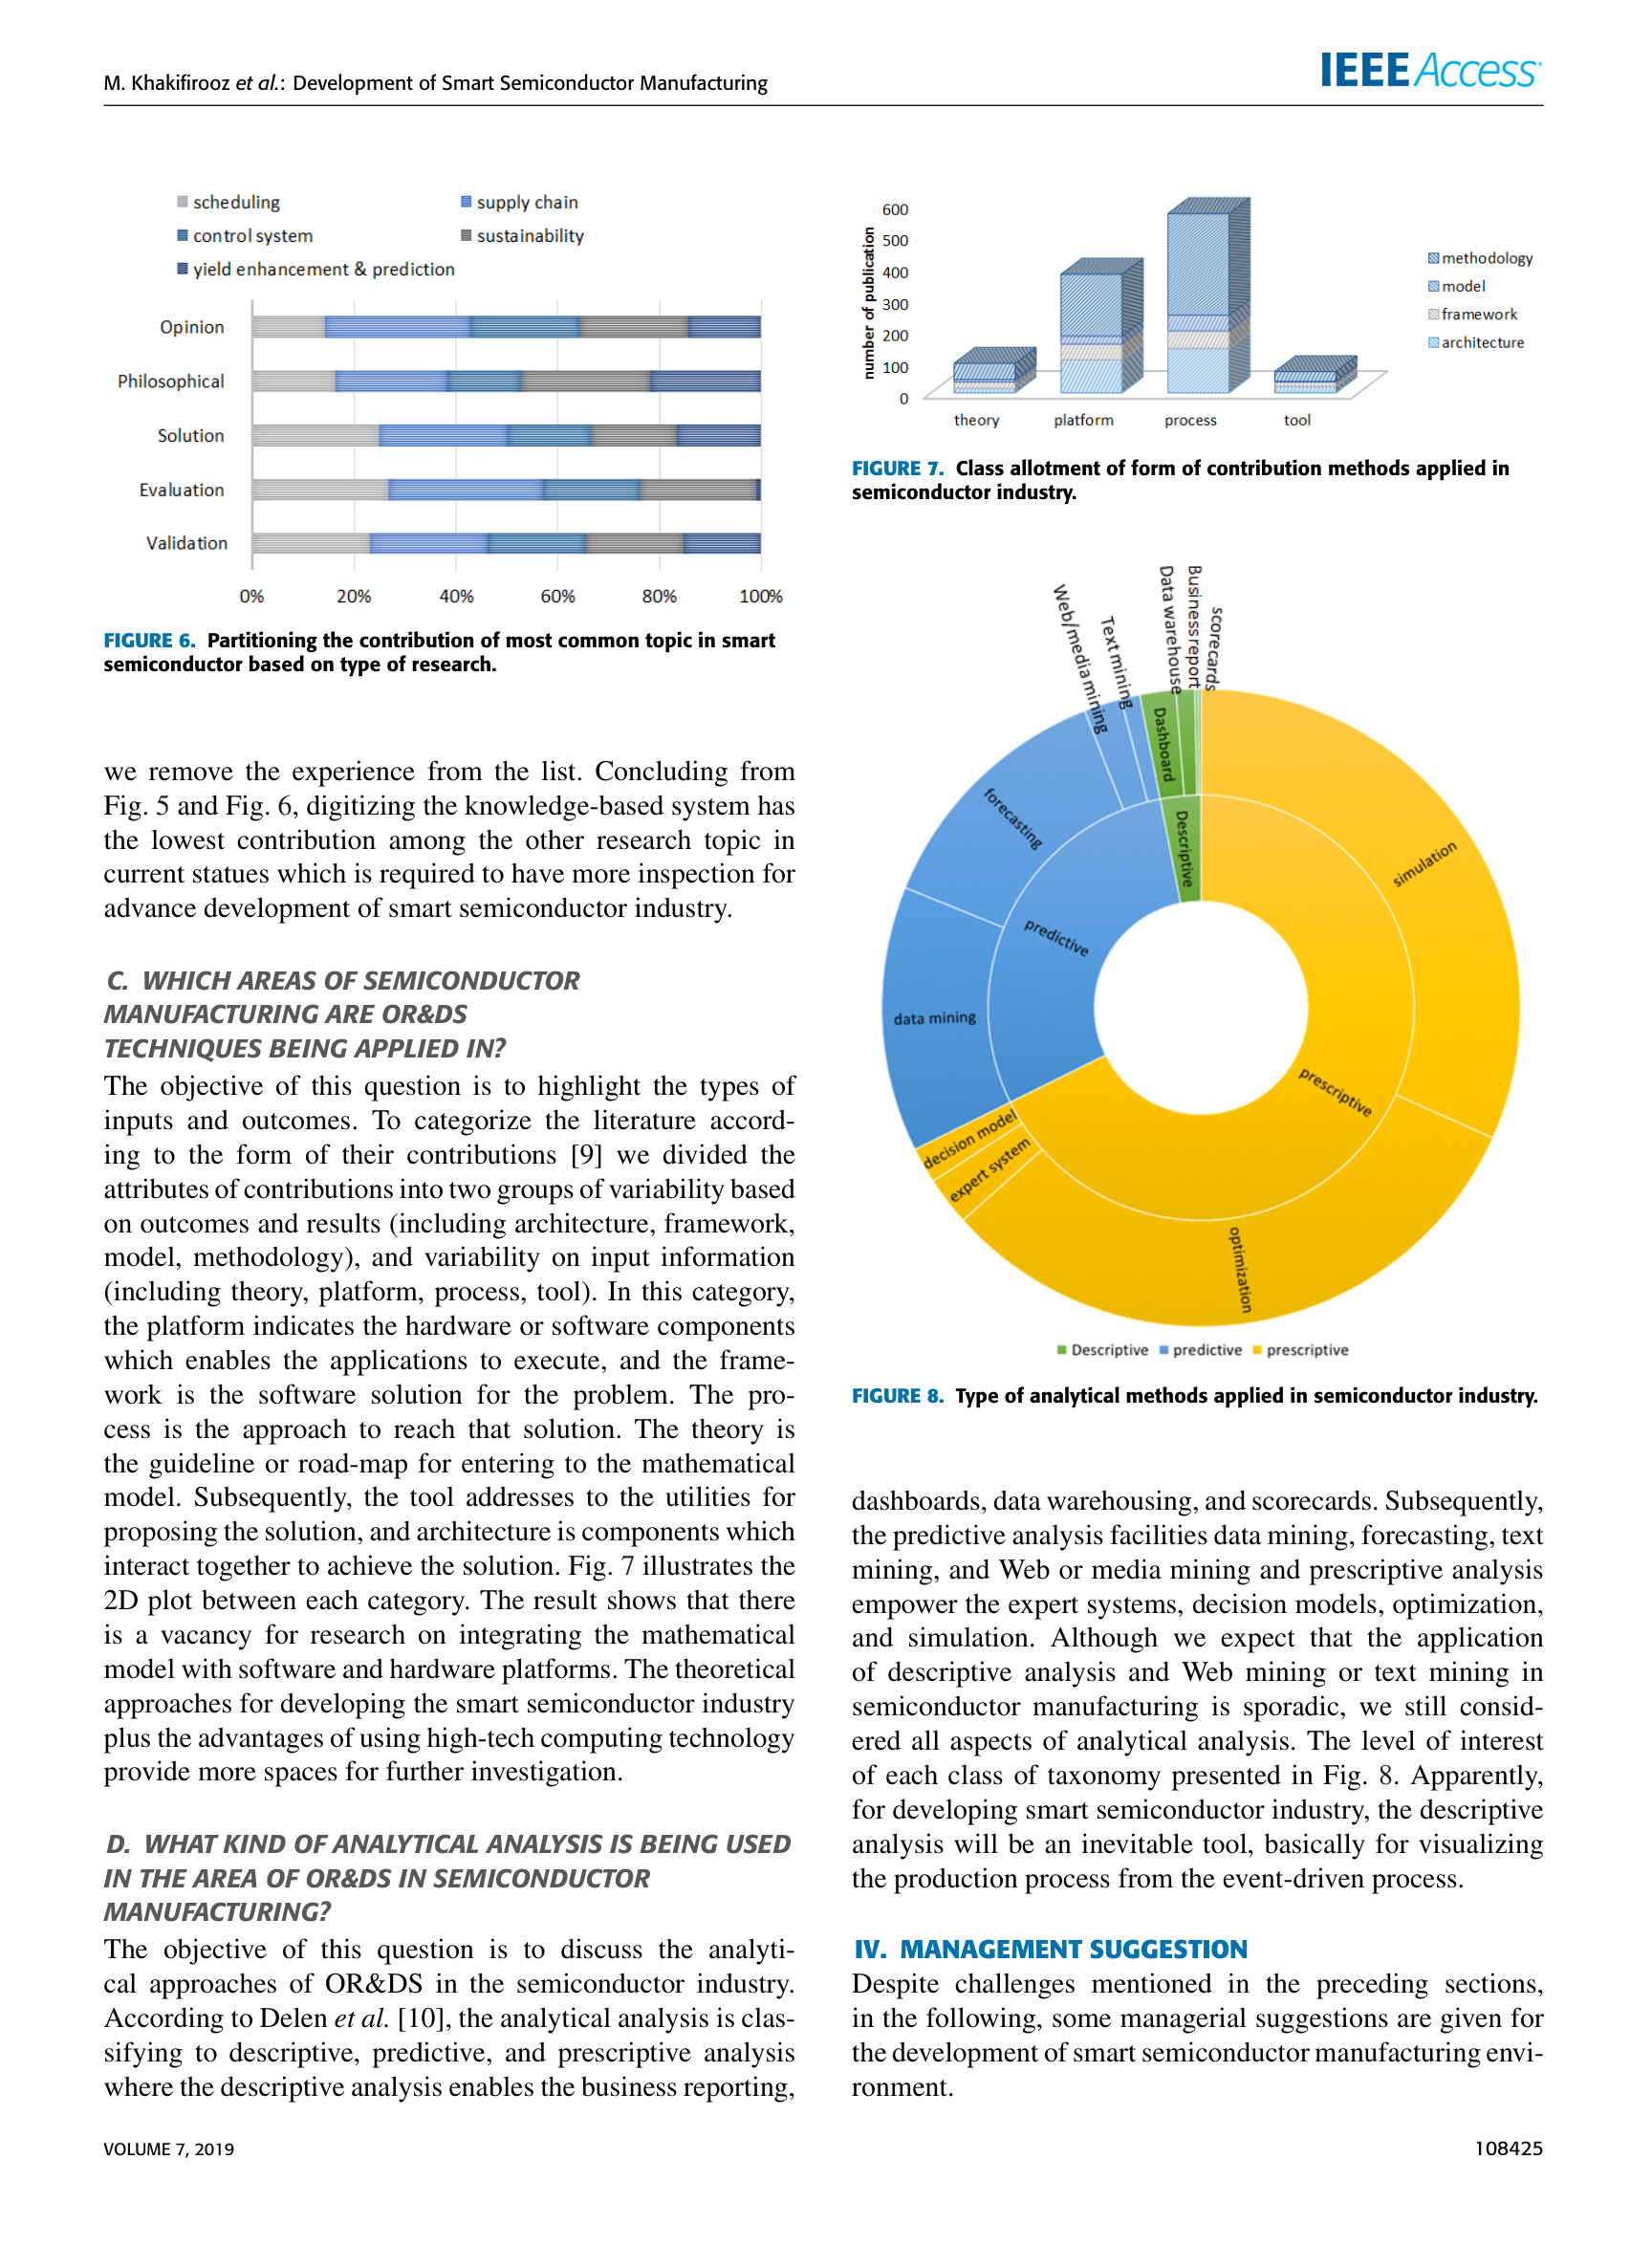 M. Khakifirooz et al.: Development of Smart Semiconductor Manufacturing
IEEE Access
scheduling
supply chain
control system
sustainability
yield enhancement & prediction
Opinion
Philosophical
Solution
Evaluation
Validation
0% 20% 40% 60% 80% 100%
FIGURE 6. Partitioning the contribution of most common topic in smart
semiconductor based on type of research.
we remove the experience from the list. Concluding from
Fig. 5 and Fig. 6, digitizing the knowledge-based system has
the lowest contribution among the other research topic in
current statues which is required to have more inspection for
advance development of smart semiconductor industry.
C. WHICH AREAS OF SEMICONDUCTOR
MANUFACTURING ARE OR&DS
TECHNIQUES BEING APPLIED IN?
The objective of this question is to highlight the types of
inputs and outcomes. To categorize the literature accord-
ing to the form of their contributions [9] we divided the
attributes of contributions into two groups of variability based
on outcomes and results (including architecture, framework,
model, methodology), and variability on input information
(including theory, platform, process, tool). In this category,
the platform indicates the hardware or software components
which enables the applications to execute, and the frame-
work is the software solution for the problem. The pro-
cess is the approach to reach that solution. The theory is
the guideline or road-map for entering to the mathematical
model. Subsequently, the tool addresses to the utilities for
proposing the solution, and architecture is components which
interact together to achieve the solution. Fig. 7 illustrates the
2D plot between each category. The result shows that there
is a vacancy for research on integrating the mathematical
model with software and hardware platforms. The theoretical
approaches for developing the smart semiconductor industry
plus the advantages of using high-tech computing technology
provide more spaces for further investigation.
D. WHAT KIND OF ANALYTICAL ANALYSIS IS BEING USED
IN THE AREA OF OR&DS IN SEMICONDUCTOR
MANUFACTURING?
The objective of this question is to discuss the analyti-
cal approaches of OR&DS in the semiconductor industry.
According to Delen et al. [10], the analytical analysis is clas-
sifying to descriptive, predictive, and prescriptive analysis
where the descriptive analysis enables the business reporting,
number of publication
600
500
400
300
200
100
0
theory platform process tool
methodology
model
framework
architecture
FIGURE 7. Class allotment of form of contribution methods applied in
semiconductor industry.
Web/media mining
Text mining
Data warehouse
Business report
scorecards
Dashboard
Descriptive
forecasting
predictive
data mining
simulation
prescriptive
decision model
expert system
optimization
Descriptive predictive prescriptive
FIGURE 8. Type of analytical methods applied in semiconductor industry.
dashboards, data warehousing, and scorecards. Subsequently,
the predictive analysis facilities data mining, forecasting, text
mining, and Web or media mining and prescriptive analysis
empower the expert systems, decision models, optimization,
and simulation. Although we expect that the application
of descriptive analysis and Web mining or text mining in
semiconductor manufacturing is sporadic, we still consid-
ered all aspects of analytical analysis. The level of interest
of each class of taxonomy presented in Fig. 8. Apparently,
for developing smart semiconductor industry, the descriptive
analysis will be an inevitable tool, basically for visualizing
the production process from the event-driven process.
IV. MANAGEMENT SUGGESTION
Despite challenges mentioned in the preceding sections,
in the following, some managerial suggestions are given for
the development of smart semiconductor manufacturing envi-
ronment.
VOLUME 7, 2019
108425